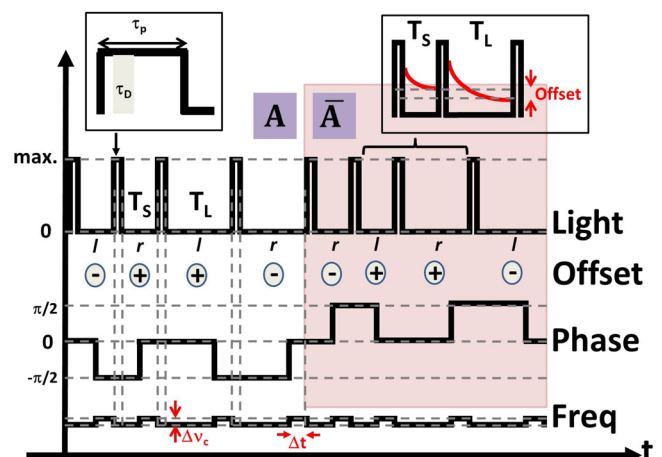 τp
τD
TS
TL
Offset
A
A̅
max.
TS
TL
0
Light
l
r
l
r
r
l
r
l
-
+
+
-
-
+
+
-
Offset
π/2
0
Phase
-π/2
Freq
Δνc
Δt
t